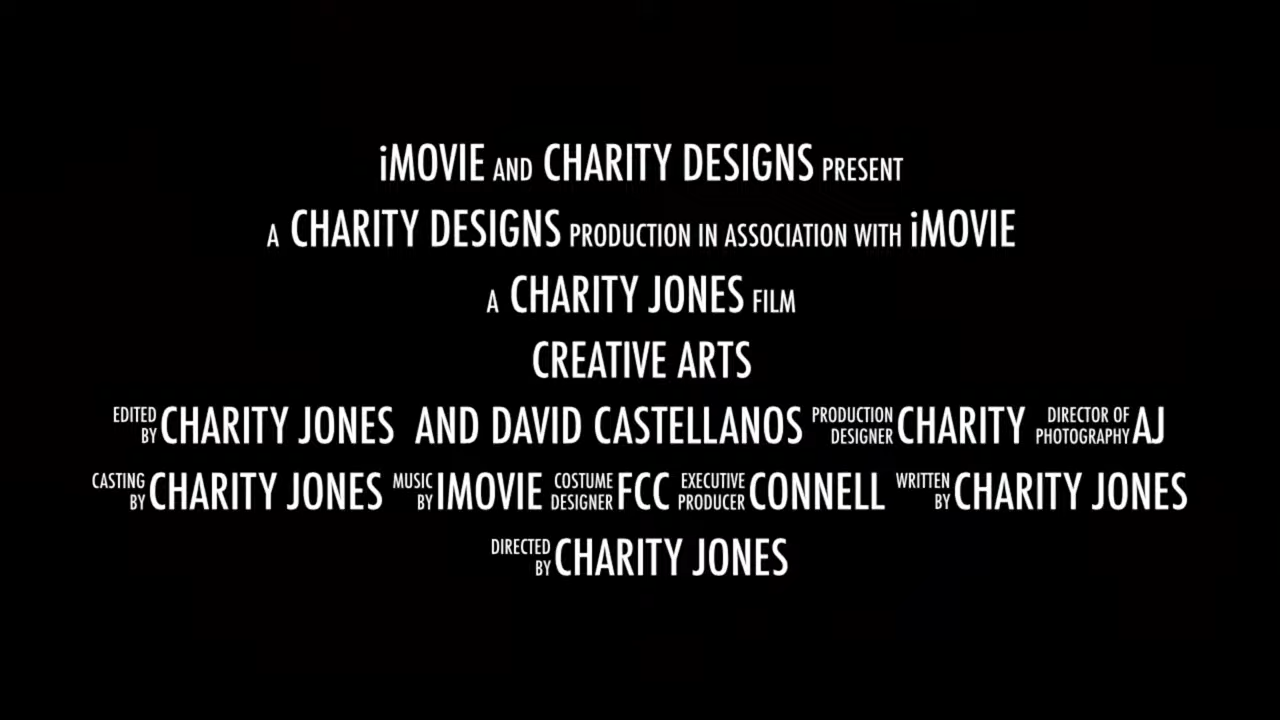 iMOVIE AND CHARITY DESIGNS PRESENT
A CHARITY DESIGNS PRODUCTION IN ASSOCIATION WITH iMOVIE
A CHARITY JONES FILM
CREATIVE ARTS
EDITED BY CHARITY JONES AND DAVID CASTELLANOS PRODUCTION DESIGNER CHARITY DIRECTOR OF PHOTOGRAPHY AJ
CASTING BY CHARITY JONES MUSIC BY IMOVIE COSTUME DESIGNER FCC EXECUTIVE PRODUCER CONNELL WRITTEN BY CHARITY JONES
DIRECTED BY CHARITY JONES